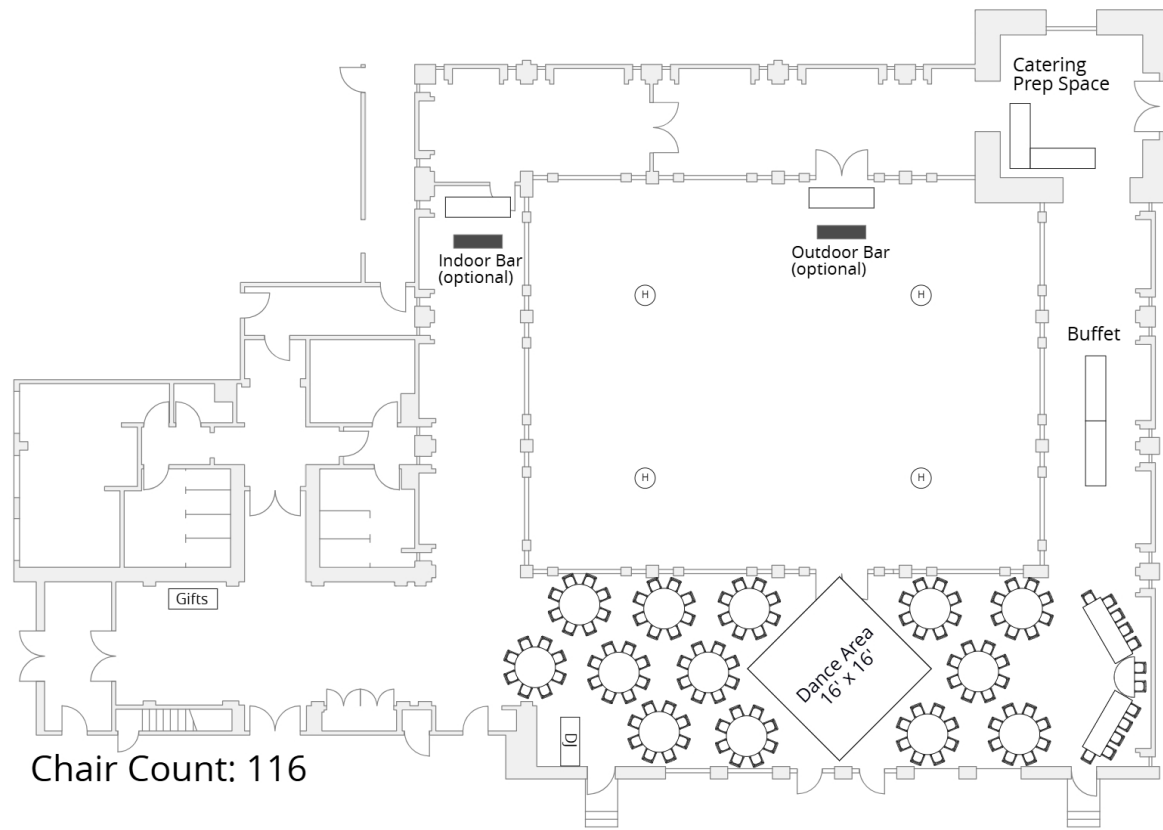 Catering
Prep Space
Indoor Bar
(optional)
Outdoor Bar
(optional)
H
H
Buffet
H
H
Gifts
Dance Area
16' x 16'
DJ
Chair Count: 116